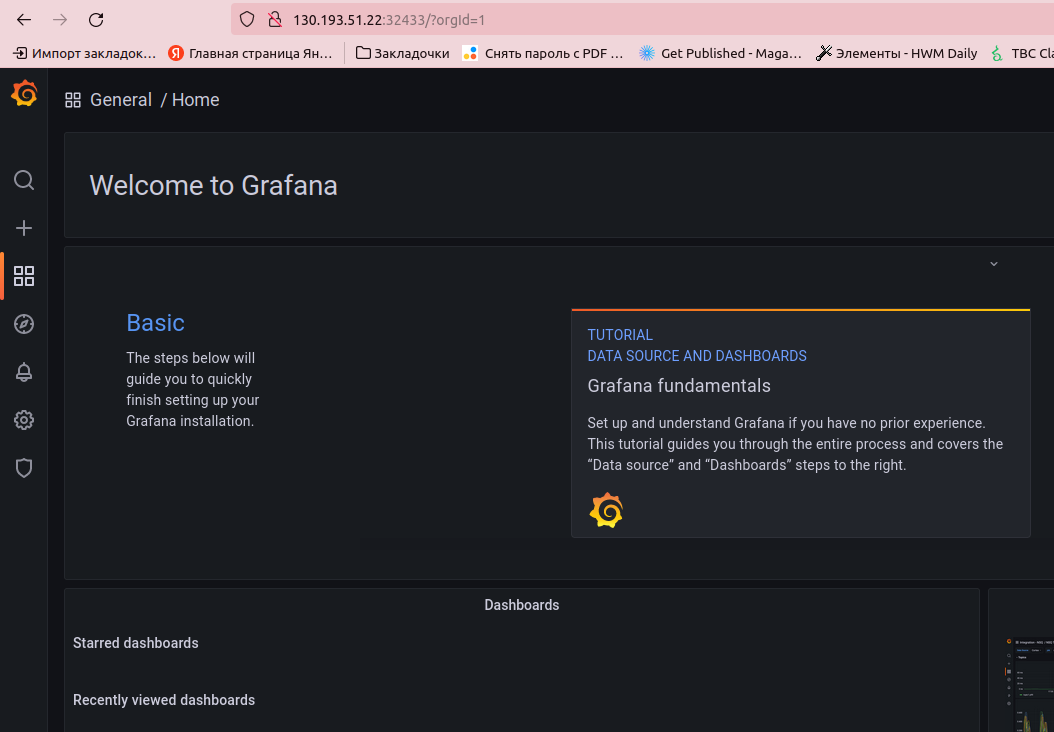 130.193.51.22:32433/?orgId=1
Импорт закладок… Главная страница Ян… Закладочки Снять пароль с PDF … Get Published - Maga… Элементы - HWM Daily TBC Cla
General / Home
Welcome to Grafana
Basic
The steps below will
guide you to quickly
finish setting up your
Grafana installation.
TUTORIAL
DATA SOURCE AND DASHBOARDS
Grafana fundamentals
Set up and understand Grafana if you have no prior experience.
This tutorial guides you through the entire process and covers the
“Data source” and “Dashboards” steps to the right.
Dashboards
Starred dashboards
Recently viewed dashboards